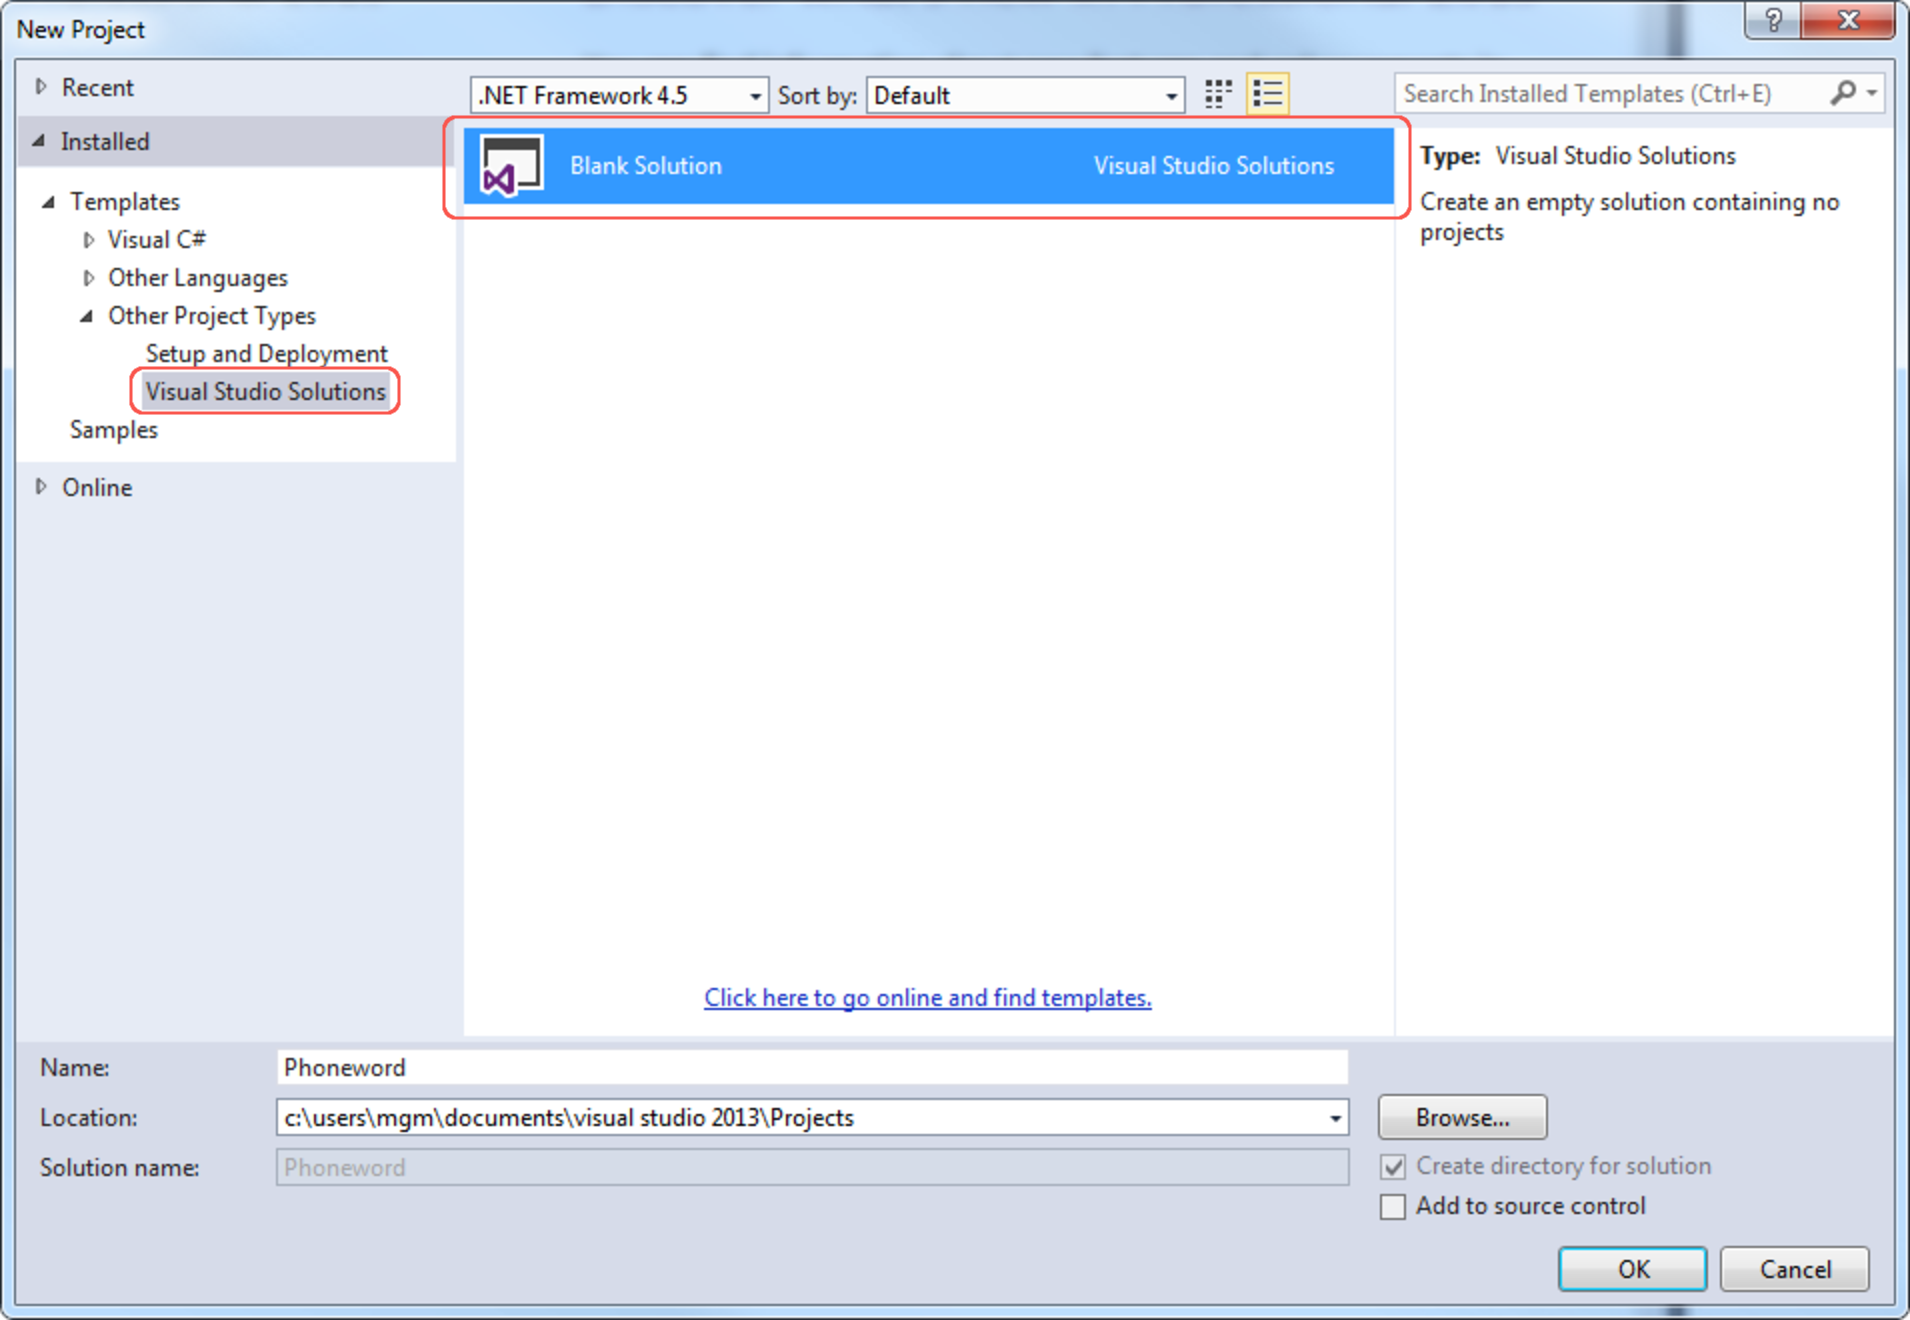 New Project
?
Recent
.NET Framework 4.5
Sort by:
Default
Search Installed Templates (Ctrl+E)
Installed
Templates
Visual C#
Other Languages
Other Project Types
Setup and Deployment
Visual Studio Solutions
Samples
Online
Blank Solution
Visual Studio Solutions
Type: Visual Studio Solutions
Create an empty solution containing no
projects
Click here to go online and find templates.
Name:
Phoneword
Location:
c:\users\mgm\documents\visual studio 2013\Projects
Browse...
Solution name:
Phoneword
Create directory for solution
Add to source control
OK
Cancel